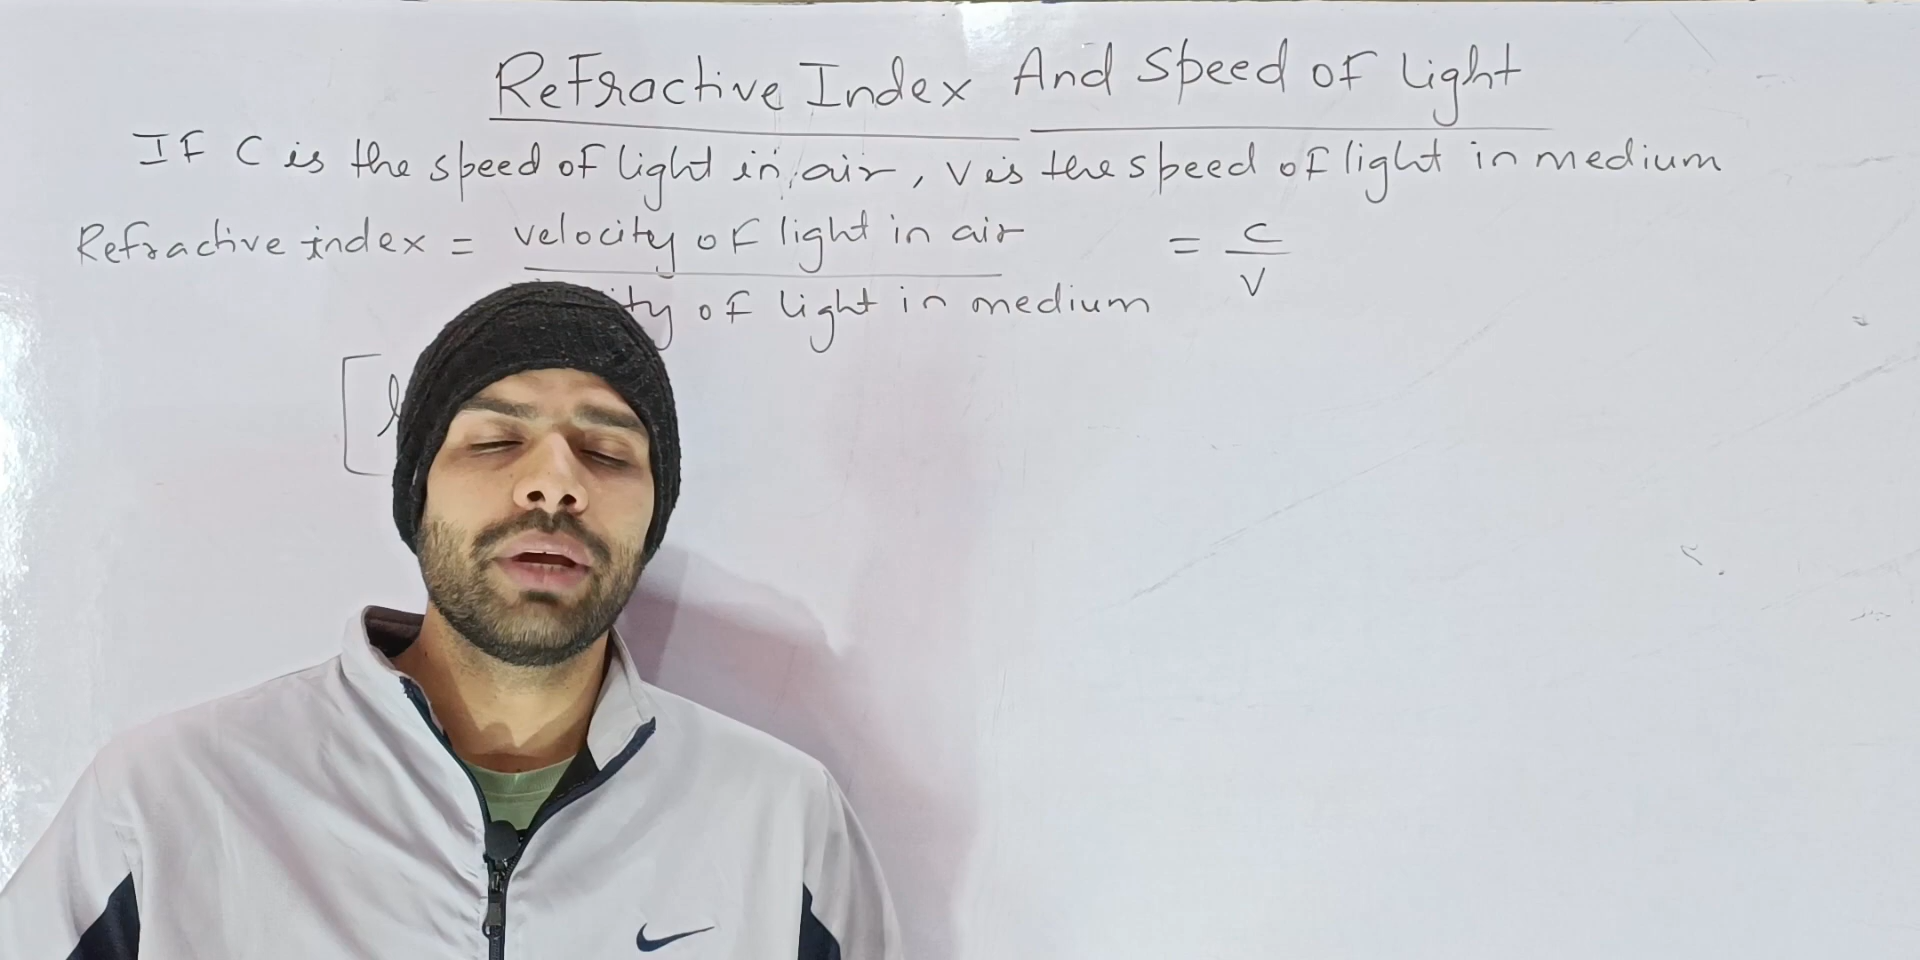 Refractive Index And Speed of Light
If C is the speed of light in air, v is the speed of light in medium
Refractive index = velocity of light in air = c
of light in medium v